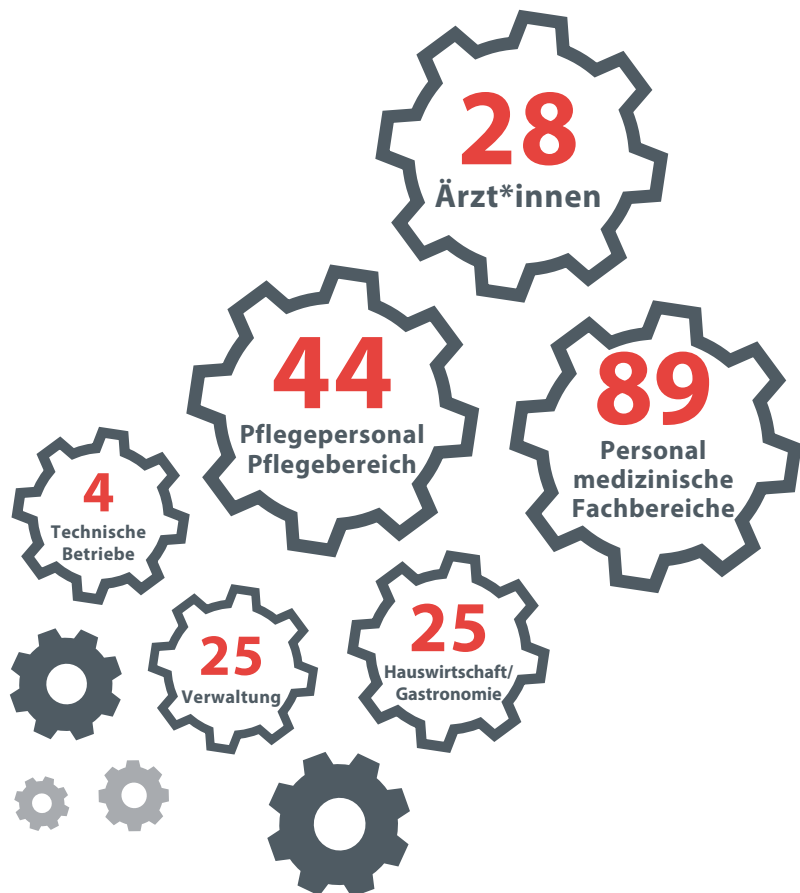 28
Ärzt*innen
44
Pflegepersonal
Pflegebereich
89
Personal
medizinische
Fachbereiche
4
Technische
Betriebe
25
Verwaltung
25
Hauswirtschaft/
Gastronomie